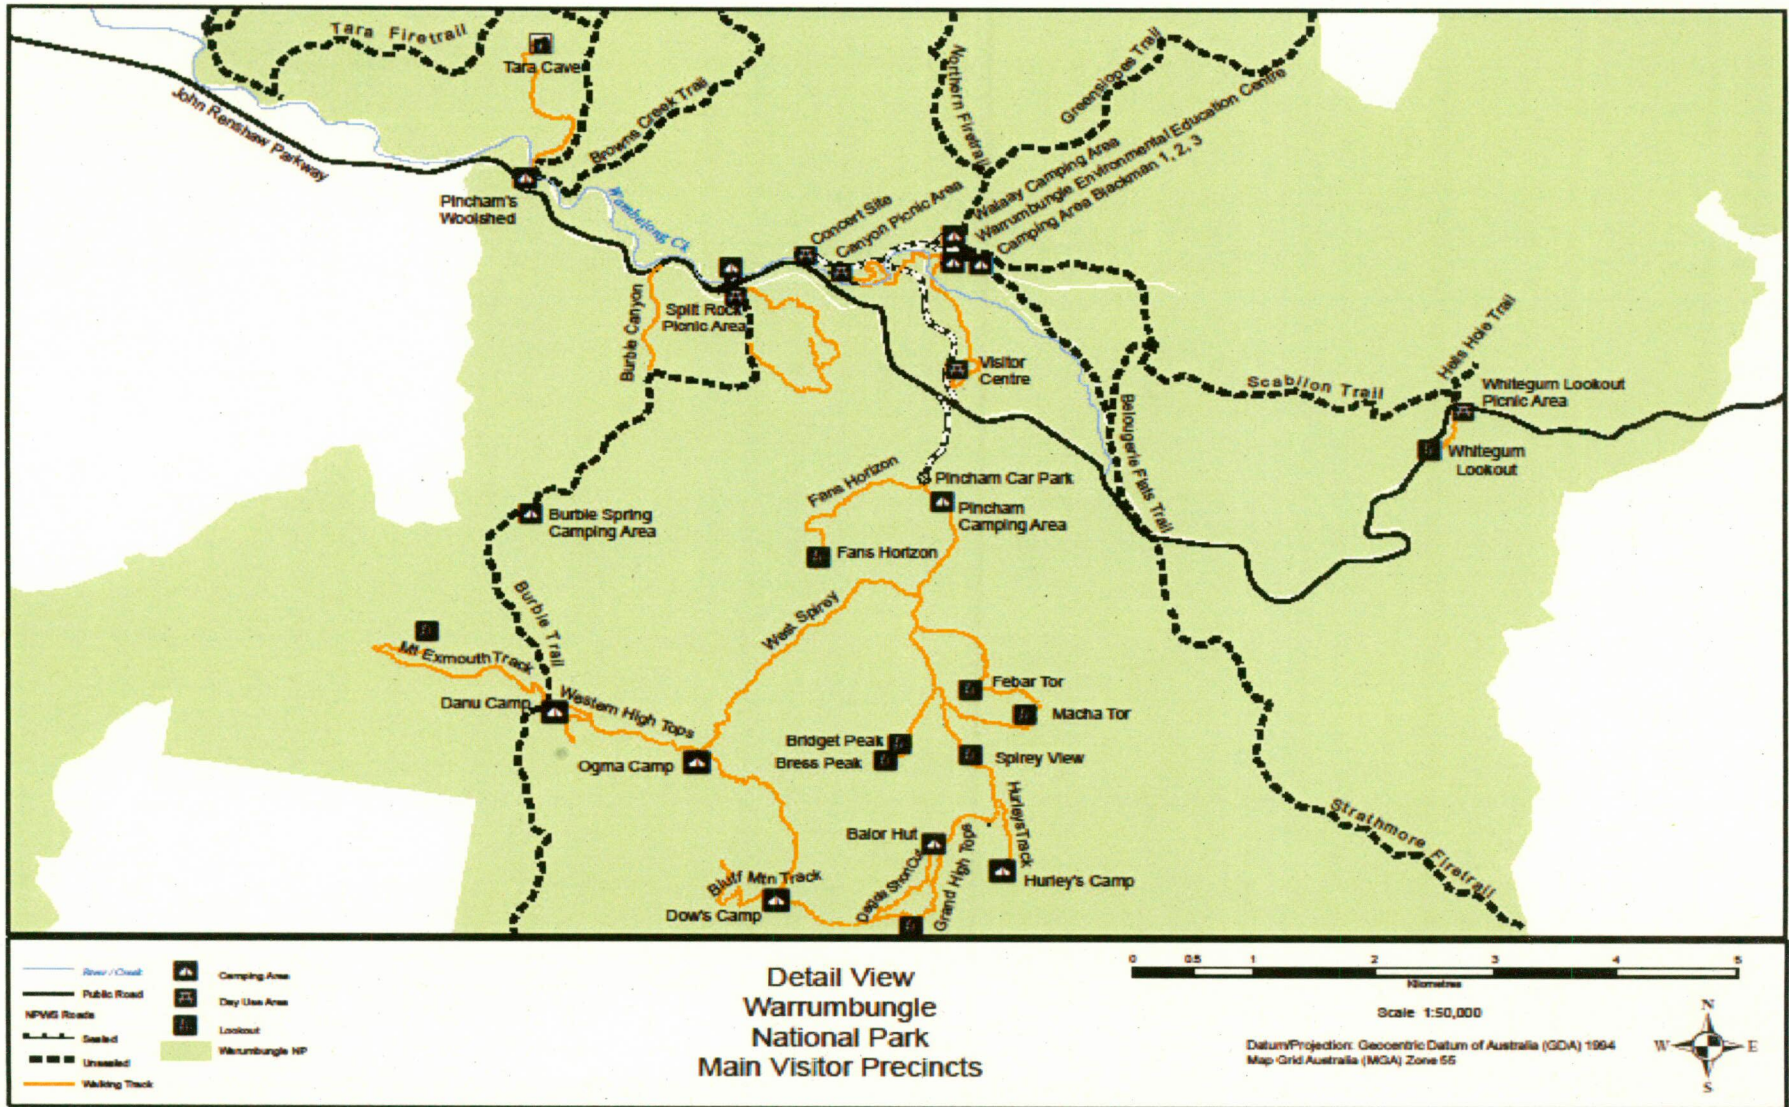 Tara Firetrail
Tara Cave
John Renshaw Parkway
Browns Creek Trail
Northern Firetrail
Greenslopes Trail
Pincham's
Woolshed
Wambelong Ck
Concert Site
Canyon Picnic Area
Walaay Camping Area
Warrumbungle Environmental Education Centre
Camping Area Blackman 1, 2, 3
Burbie Canyon
Split Rock
Picnic Area
Visitor
Centre
Belougerie Flats Trail
Scabilon Trail
Hells Hole Trail
Whitegum Lookout
Picnic Area
Whitegum
Lookout
Fans Horizon
Pincham Car Park
Pincham
Camping Area
Burbie Spring
Camping Area
Fans Horizon
Burbie Trail
West Spirey
Mt Exmouth Track
Danu Camp
Western High Tops
Febar Tor
Macha Tor
Ogma Camp
Bridget Peak
Bress Peak
Spirey View
Hurleys Track
Balor Hut
Dagda Short Cut
Grand High Tops
Hurley's Camp
Bluff Mtn Track
Dow's Camp
Strathmore Firetrail
River / Creek
Public Road
NPWS Roads
Sealed
Unsealed
Walking Track
Camping Area
Day Use Area
Lookout
Warrumbungle NP
Detail View
Warrumbungle
National Park
Main Visitor Precincts
0 0.5 1 2 3 4 5
Kilometres
Scale 1:50,000
Datum/Projection: Geocentric Datum of Australia (GDA) 1994
Map Grid Australia (MGA) Zone 55
N
W E
S